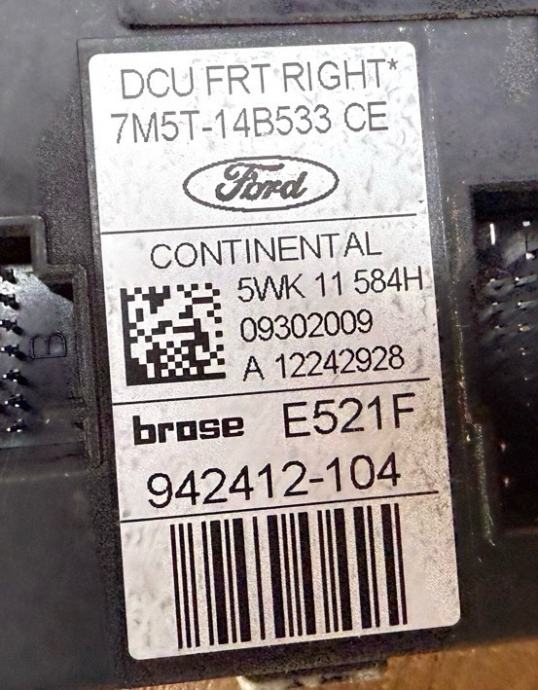 DCU FRT RIGHT*
7M5T-14B533 CE
Ford
CONTINENTAL
5WK 11 584H
09302009
A 12242928
brose E521F
942412-104
B